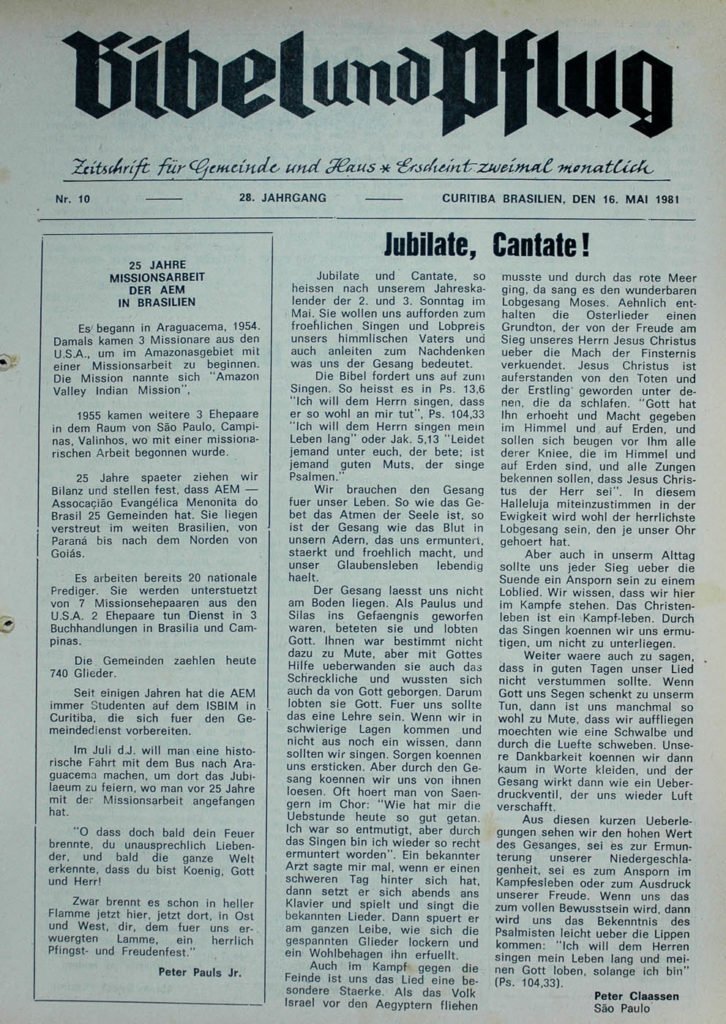 Bibel und Pflug
Zeitschrift für Gemeinde und Haus * Erscheint zweimal monatlich
Nr. 10 —— 28. JAHRGANG —— CURITIBA BRASILIEN, DEN 16. MAI 1981
25 JAHRE
MISSIONSARBEIT
DER AEM
IN BRASILIEN
Es begann in Araguacema, 1954.
Damals kamen 3 Missionare aus den
U.S.A., um im Amazonasgebiet mit
einer Missionsarbeit zu beginnen.
Die Mission nannte sich "Amazon
Valley Indian Mission",
1955 kamen weitere 3 Ehepaare
in dem Raum von São Paulo, Campi-
nas, Valinhos, wo mit einer missiona-
rischen Arbeit begonnen wurde.
25 Jahre spaeter ziehen wir
Bilanz und stellen fest, dass AEM —
Assocação Evangélica Menonita do
Brasil 25 Gemeinden hat. Sie liegen
verstreut im weiten Brasilien, von
Paraná bis nach dem Norden von
Goiás.
Es arbeiten bereits 20 nationale
Prediger. Sie werden unterstuetzt
von 7 Missionsehepaaren aus den
U.S.A. 2 Ehepaare tun Dienst in 3
Buchhandlungen in Brasilia und Cam-
pinas.
Die Gemeinden zaehlen heute
740 Glieder.
Seit einigen Jahren hat die AEM
immer Studenten auf dem ISBIM in
Curitiba, die sich fuer den Ge-
meindedienst vorbereiten.
Im Juli d.J. will man eine histo-
rische Fahrt mit dem Bus nach Ara-
guacema machen, um dort das Jubi-
laeum zu feiern, wo man vor 25 Jahre
mit der Missionsarbeit angefangen
hat.
"O dass doch bald dein Feuer
brennte, du unausprechlich Lieben-
der, und bald die ganze Welt
erkennte, dass du bist Koenig, Gott
und Herr!
Zwar brennt es schon in heller
Flamme jetzt hier, jetzt dort, in Ost
und West, dir, dem fuer uns er-
wuergten Lamme, ein herrlich
Pfingst- und Freudenfest."
Peter Pauls Jr.
Jubilate, Cantate!
Jubilate und Cantate, so
heissen nach unserem Jahreska-
lender der 2. und 3. Sonntag im
Mai. Sie wollen uns auffordern zum
froehlichen Singen und Lobpreis
unsers himmlischen Vaters und
auch anleiten zum Nachdenken
was uns der Gesang bedeutet.
Die Bibel fordert uns auf zum
Singen. So heisst es in Ps. 13,6
"Ich will dem Herrn singen, dass
er so wohl an mir tut", Ps. 104,33
"Ich will dem Herrn singen mein
Leben lang" oder Jak. 5,13 "Leidet
jemand unter euch, der bete; ist
jemand guten Muts, der singe
Psalmen."
Wir brauchen den Gesang
fuer unser Leben. So wie das Ge-
bet das Atmen der Seele ist, so
ist der Gesang wie das Blut in
unsern Adern, das uns ermuntert,
staerkt und froehlich macht, und
unser Glaubensleben lebendig
haelt.
Der Gesang laesst uns nicht
am Boden liegen. Als Paulus und
Silas ins Gefaengnis geworfen
waren, beteten sie und lobten
Gott. Ihnen war bestimmt nicht
dazu zu Mute, aber mit Gottes
Hilfe ueberwanden sie auch das
Schreckliche und wussten sich
auch da von Gott geborgen. Darum
lobten sie Gott. Fuer uns sollte
das eine Lehre sein. Wenn wir in
schwierige Lagen kommen und
nicht aus noch ein wissen, dann
sollten wir singen. Sorgen koennen
uns ersticken. Aber durch den Ge-
sang koennen wir uns von ihnen
loesen. Oft hoert man von Saen-
gern im Chor: "Wie hat mir die
Uebstunde heute so gut getan.
Ich war so entmutigt, aber durch
das Singen bin ich wieder so recht
ermuntert worden". Ein bekannter
Arzt sagte mir mal, wenn er einen
schweren Tag hinter sich hat,
dann setzt er sich abends ans
Klavier und spielt und singt die
bekannten Lieder. Dann spuert er
am ganzen Leibe, wie sich die
gespannten Glieder lockern und
ein Wohlbehagen ihn erfuellt.
Auch im Kampf gegen die
Feinde ist uns das Lied eine be-
sondere Staerke. Als das Volk
Israel vor den Aegyptern fliehen
musste und durch das rote Meer
ging, da sang es den wunderbaren
Lobgesang Moses. Aehnlich ent-
halten die Osterlieder einen
Grundton, der von der Freude am
Sieg unseres Herrn Jesus Christus
ueber die Mach der Finsternis
verkuendet. Jesus Christus ist
auferstanden von den Toten und
der Erstling geworden unter de-
nen, die da schlafen. "Gott hat
Ihn erhoeht und Macht gegeben
im Himmel und auf Erden, und
sollen sich beugen vor Ihm alle
derer Kniee, die im Himmel und
auf Erden sind, und alle Zungen
bekennen sollen, dass Jesus Chris-
tus der Herr sei". In diesem
Halleluja miteinzustimmen in der
Ewigkeit wird wohl der herrlichste
Lobgesang sein, den je unser Ohr
gehoert hat.
Aber auch in unserm Alttag
sollte uns jeder Sieg ueber die
Suende ein Ansporn sein zu einem
Loblied. Wir wissen, dass wir hier
im Kampfe stehen. Das Christen-
leben ist ein Kampf-leben. Durch
das Singen koennen wir uns ermu-
tigen, um nicht zu unterliegen.
Weiter waere auch zu sagen,
dass in guten Tagen unser Lied
nicht verstummen sollte. Wenn
Gott uns Segen schenkt zu unserm
Tun, dann ist uns manchmal so
wohl zu Mute, dass wir auffliegen
moechten wie eine Schwalbe und
durch die Luefte schweben. Unse-
re Dankbarkeit koennen wir dann
kaum in Worte kleiden, und der
Gesang wirkt dann wie ein Ueber-
druckventil, der uns wieder Luft
verschafft.
Aus diesen kurzen Ueberle-
gungen sehen wir den hohen Wert
des Gesanges, sei es zur Ermun-
terung unserer Niedergeschla-
genheit, sei es zum Ansporn im
Kampfesleben oder zum Ausdruck
unserer Freude. Wenn uns das
zum vollen Bewusstsein wird, dann
wird uns das Bekenntnis des
Psalmisten leicht ueber die Lippen
kommen: "Ich will dem Herren
singen mein Leben lang und mei-
nen Gott loben, solange ich bin"
(Ps. 104,33).
Peter Claassen
São Paulo